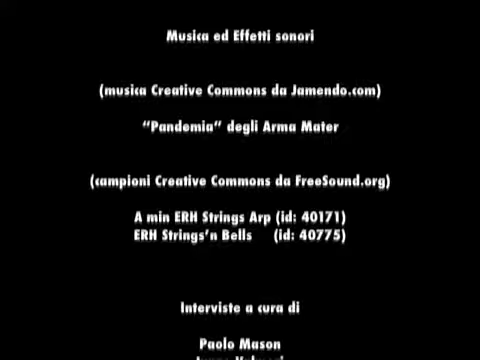 Musica ed Effetti sonori
(musica Creative Commons da Jamendo.com)
“Pandemia” degli Arma Mater
(campioni Creative Commons da FreeSound.org)
A min ERH Strings Arp (id: 40171)
ERH Strings’n Bells (id: 40775)
Interviste a cura di
Paolo Mason